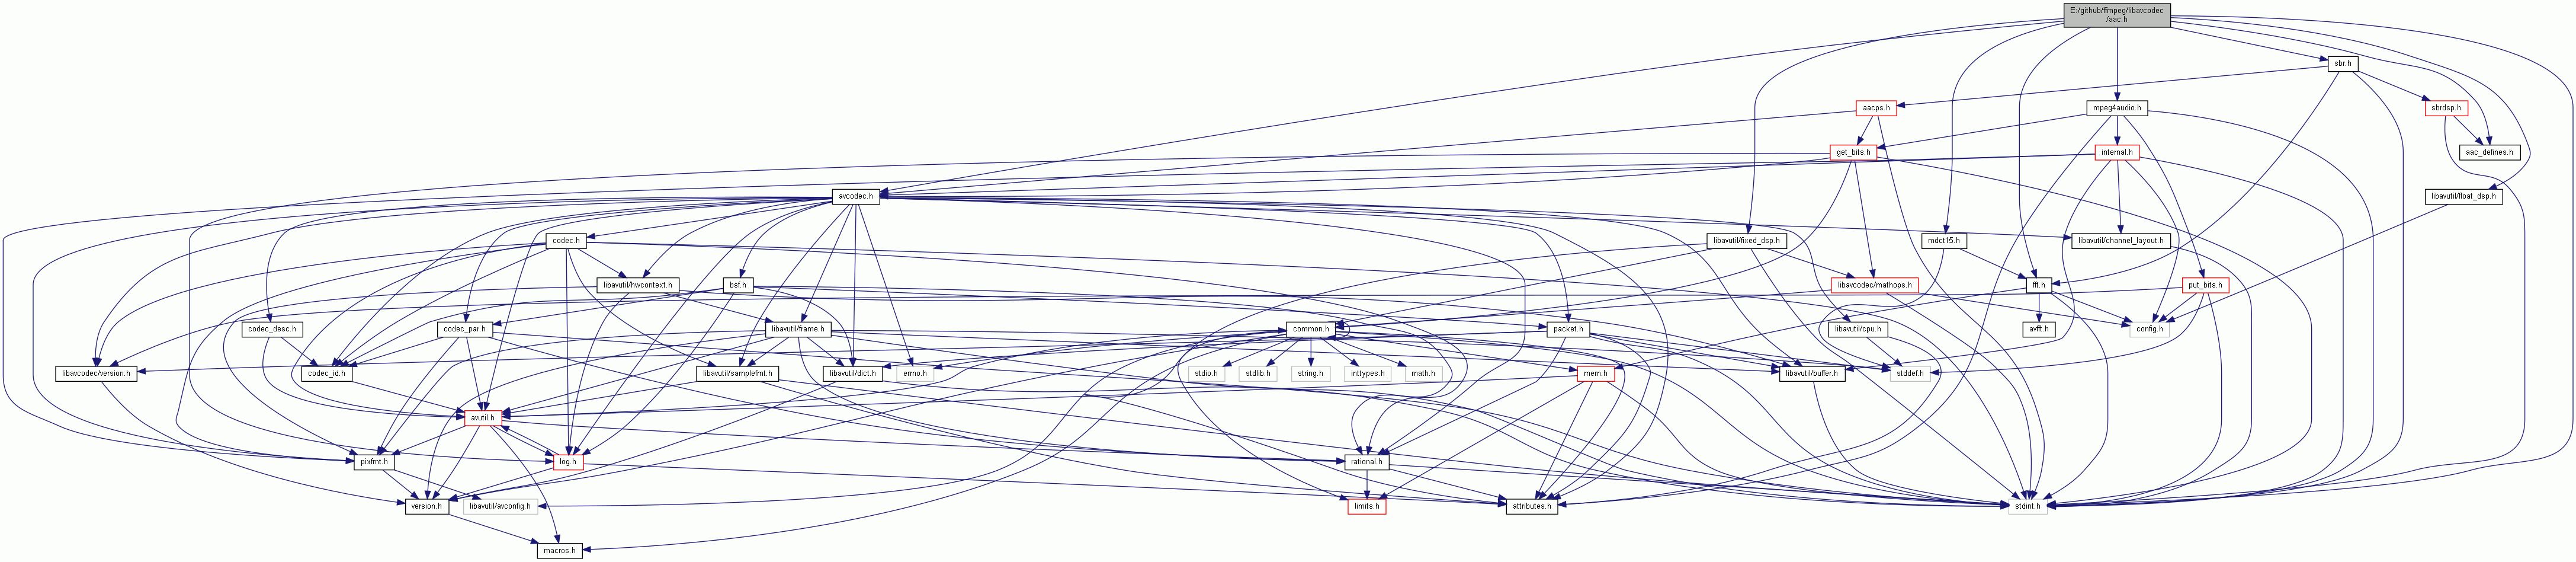 E:/github/ffmpeg/libavcodec
/aac.h
sbr.h
aacps.h
mpeg4audio.h
sbrdsp.h
get_bits.h
internal.h
aac_defines.h
avcodec.h
libavutil/float_dsp.h
codec.h
libavutil/fixed_dsp.h
mdct15.h
libavutil/channel_layout.h
libavutil/hwcontext.h
bsf.h
libavcodec/mathops.h
fft.h
put_bits.h
codec_desc.h
codec_par.h
libavutil/frame.h
common.h
packet.h
libavutil/cpu.h
avfft.h
config.h
libavcodec/version.h
codec_id.h
libavutil/samplefmt.h
libavutil/dict.h
errno.h
stdio.h
stdlib.h
string.h
inttypes.h
math.h
mem.h
libavutil/buffer.h
stddef.h
avutil.h
pixfmt.h
log.h
rational.h
version.h
libavutil/avconfig.h
limits.h
attributes.h
stdint.h
macros.h